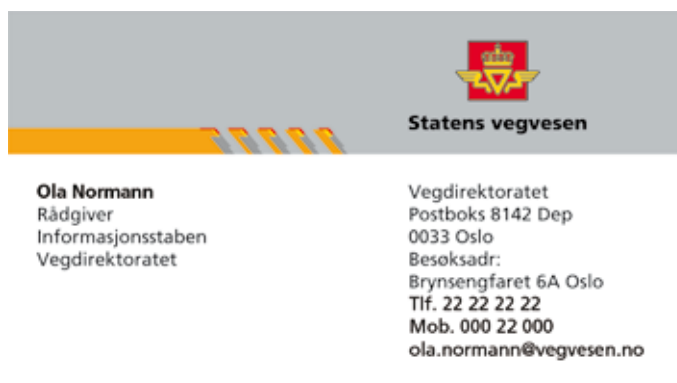 Statens vegvesen
Ola Normann
Rådgiver
Informasjonsstaben
Vegdirektoratet
Vegdirektoratet
Postboks 8142 Dep
0033 Oslo
Besøksadr:
Brynsengfaret 6A Oslo
Tlf. 22 22 22 22
Mob. 000 22 000
ola.normann@vegvesen.no